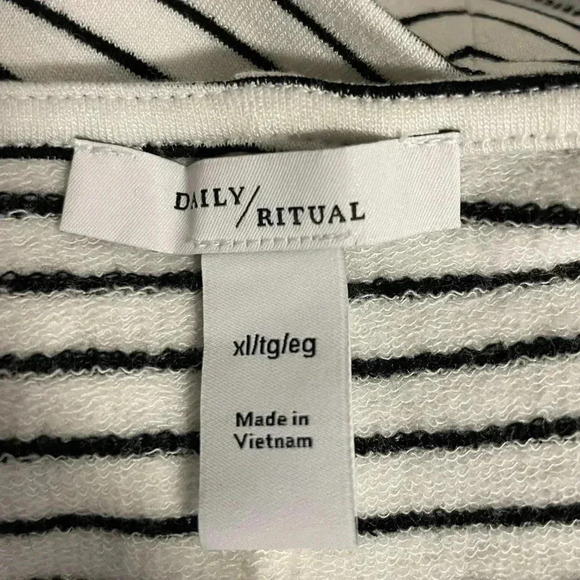 DAILY/RITUAL
xl/tg/eg
Made in
Vietnam